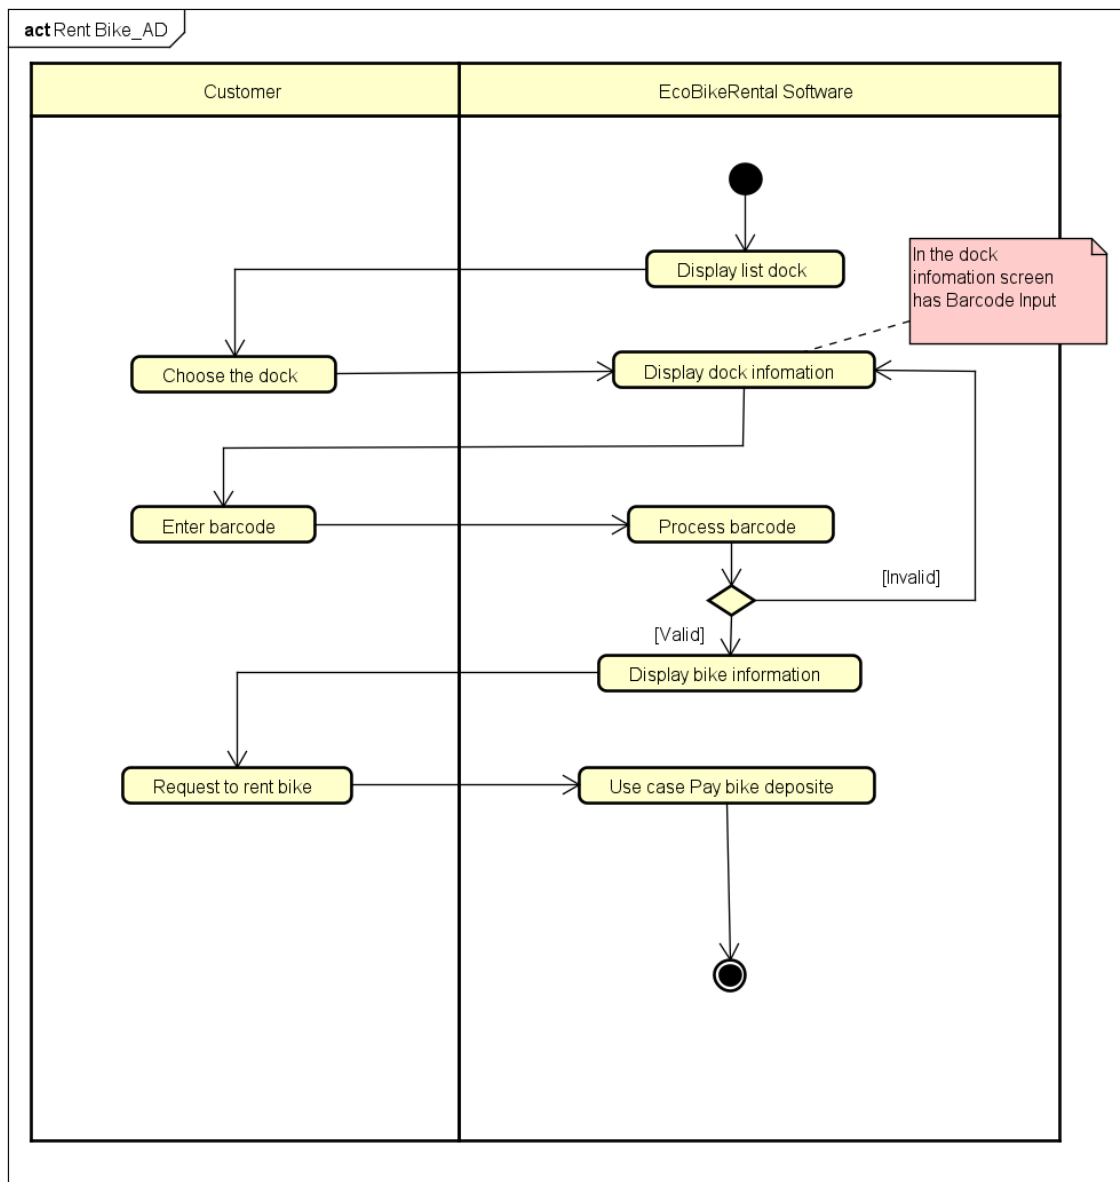 act Rent Bike_AD
Customer
EcoBikeRental Software
Display list dock
In the dock
infomation screen
has Barcode Input
Choose the dock
Display dock infomation
Enter barcode
Process barcode
[Invalid]
[Valid]
Display bike information
Request to rent bike
Use case Pay bike deposite